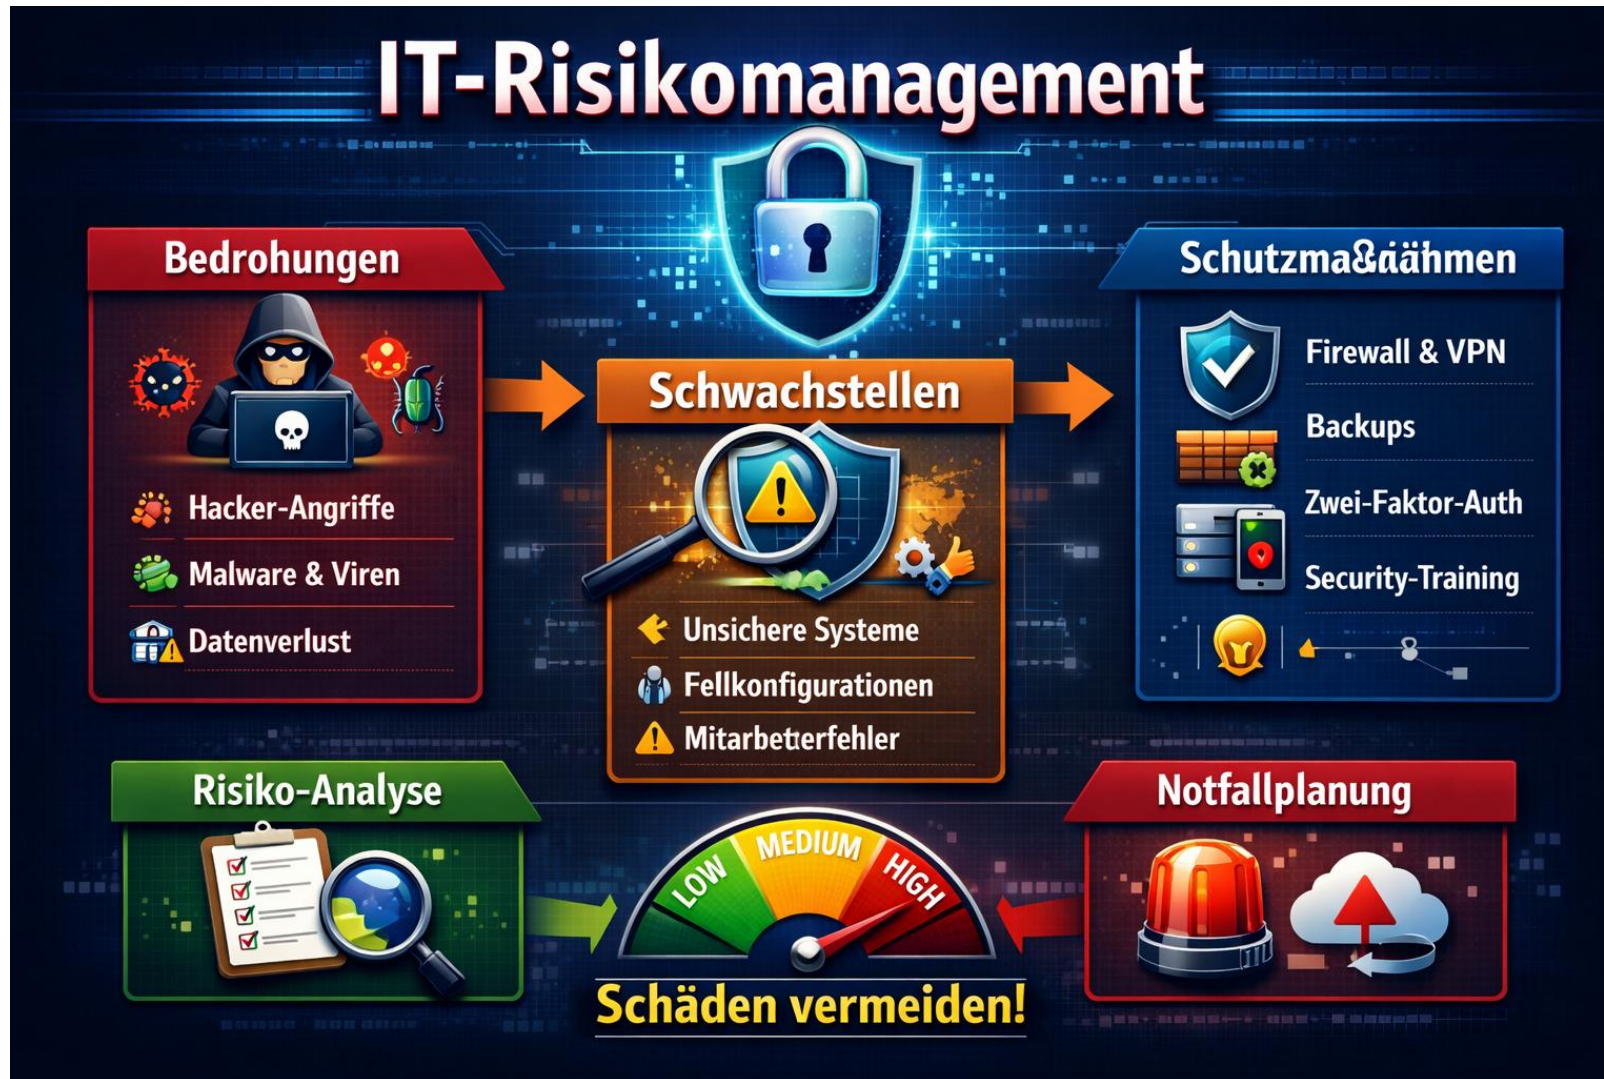 IT-Risikomanagement
Bedrohungen
Hacker-Angriffe
Malware & Viren
Datenverlust
Schwachstellen
Unsichere Systeme
Fellkonfigurationen
Mitarbetterfehler
Firewall & VPN
Backups
Zwei-Faktor-Auth
Security-Training
Risiko-Analyse
LOW
MEDIUM
HIGH
Schäden vermeiden!
Notfallplanung